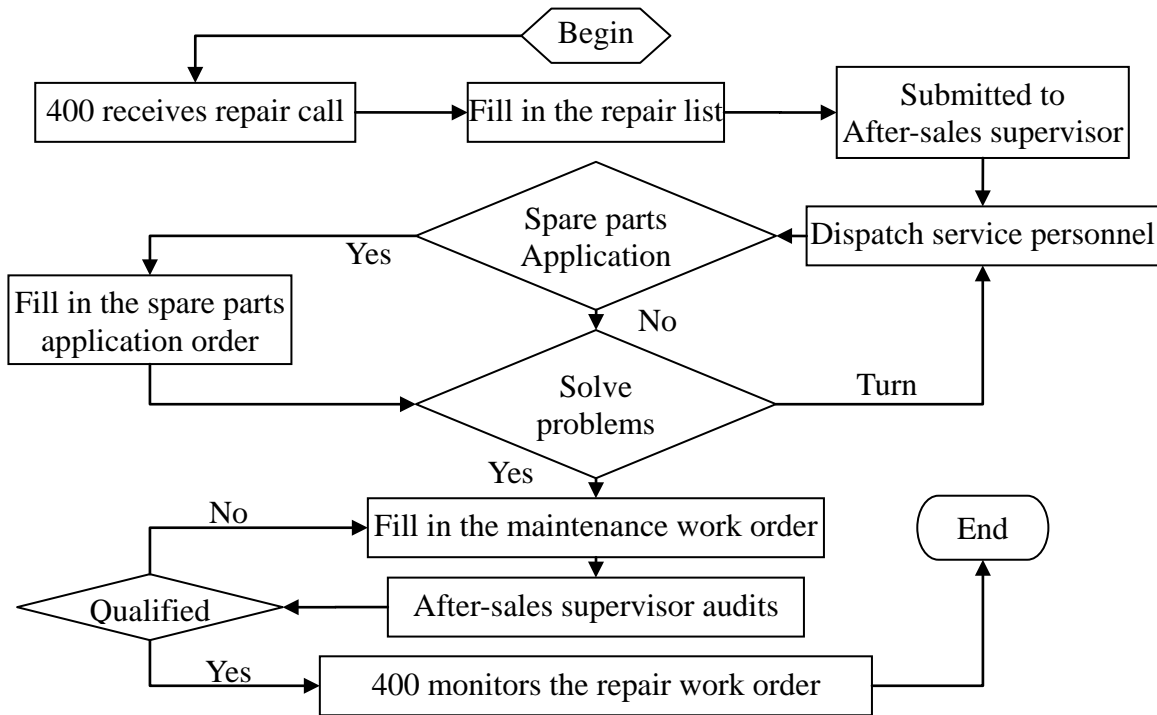 Begin
400 receives repair call
Fill in the repair list
Submitted to
After-sales supervisor
Spare parts
Application
Dispatch service personnel
Yes
Fill in the spare parts
application order
No
Solve
problems
Turn
Yes
No
Fill in the maintenance work order
End
Qualified
After-sales supervisor audits
Yes
400 monitors the repair work order